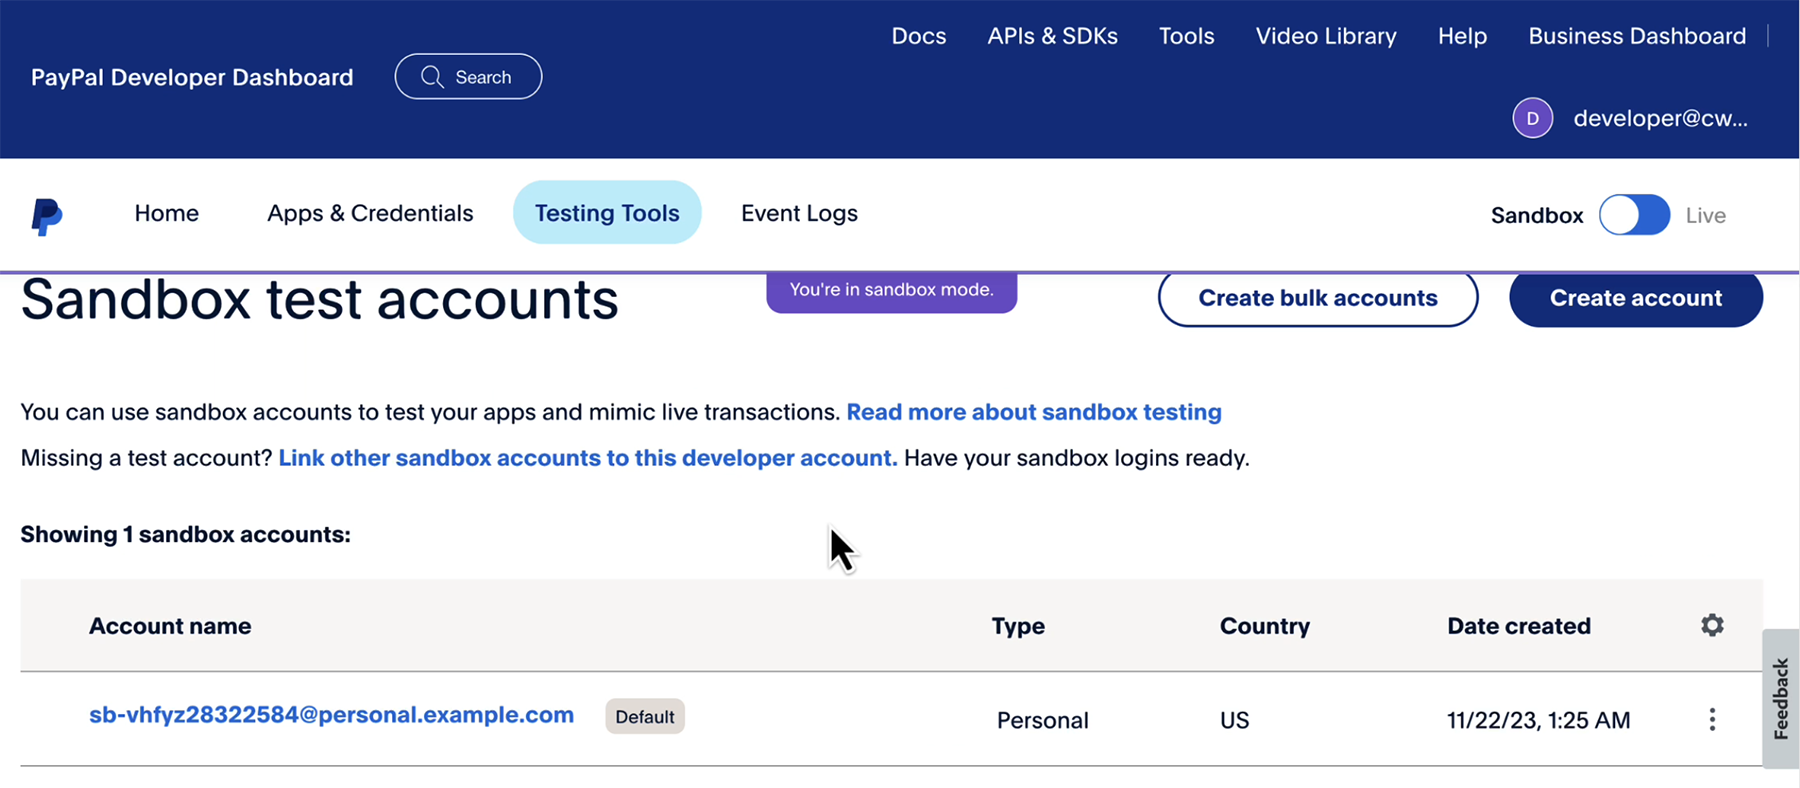 Docs APIs & SDKs Tools Video Library Help Business Dashboard
PayPal Developer Dashboard Search
D developer@cw...
Home Apps & Credentials Testing Tools Event Logs Sandbox Live
Sandbox test accounts You're in sandbox mode. Create bulk accounts Create account
You can use sandbox accounts to test your apps and mimic live transactions. Read more about sandbox testing
Missing a test account? Link other sandbox accounts to this developer account. Have your sandbox logins ready.
Showing 1 sandbox accounts:
Account name Type Country Date created
sb-vhfyz28322584@personal.example.com Default Personal US 11/22/23, 1:25 AM
Feedback